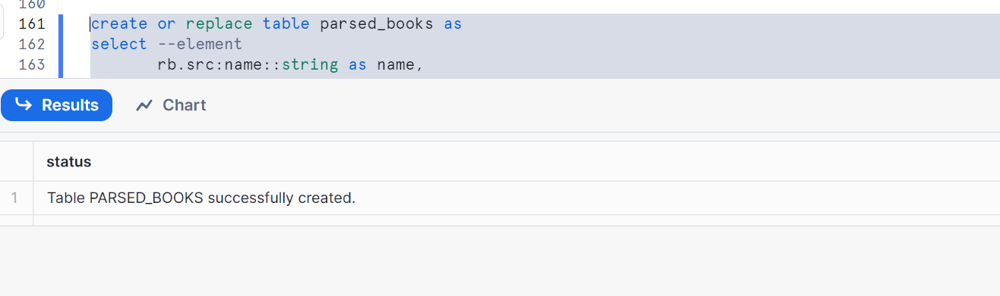 160
161 create or replace table parsed_books as
162 select --element
163 rb.src:name::string as name,
Results Chart
status
1 Table PARSED_BOOKS successfully created.